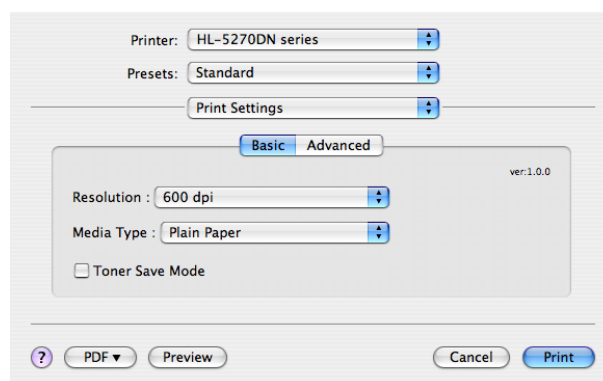 Printer: HL-5270DN series
Presets: Standard
Print Settings
Basic Advanced
ver:1.0.0
Resolution : 600 dpi
Media Type : Plain Paper
Toner Save Mode
? PDF ▼ Preview Cancel Print